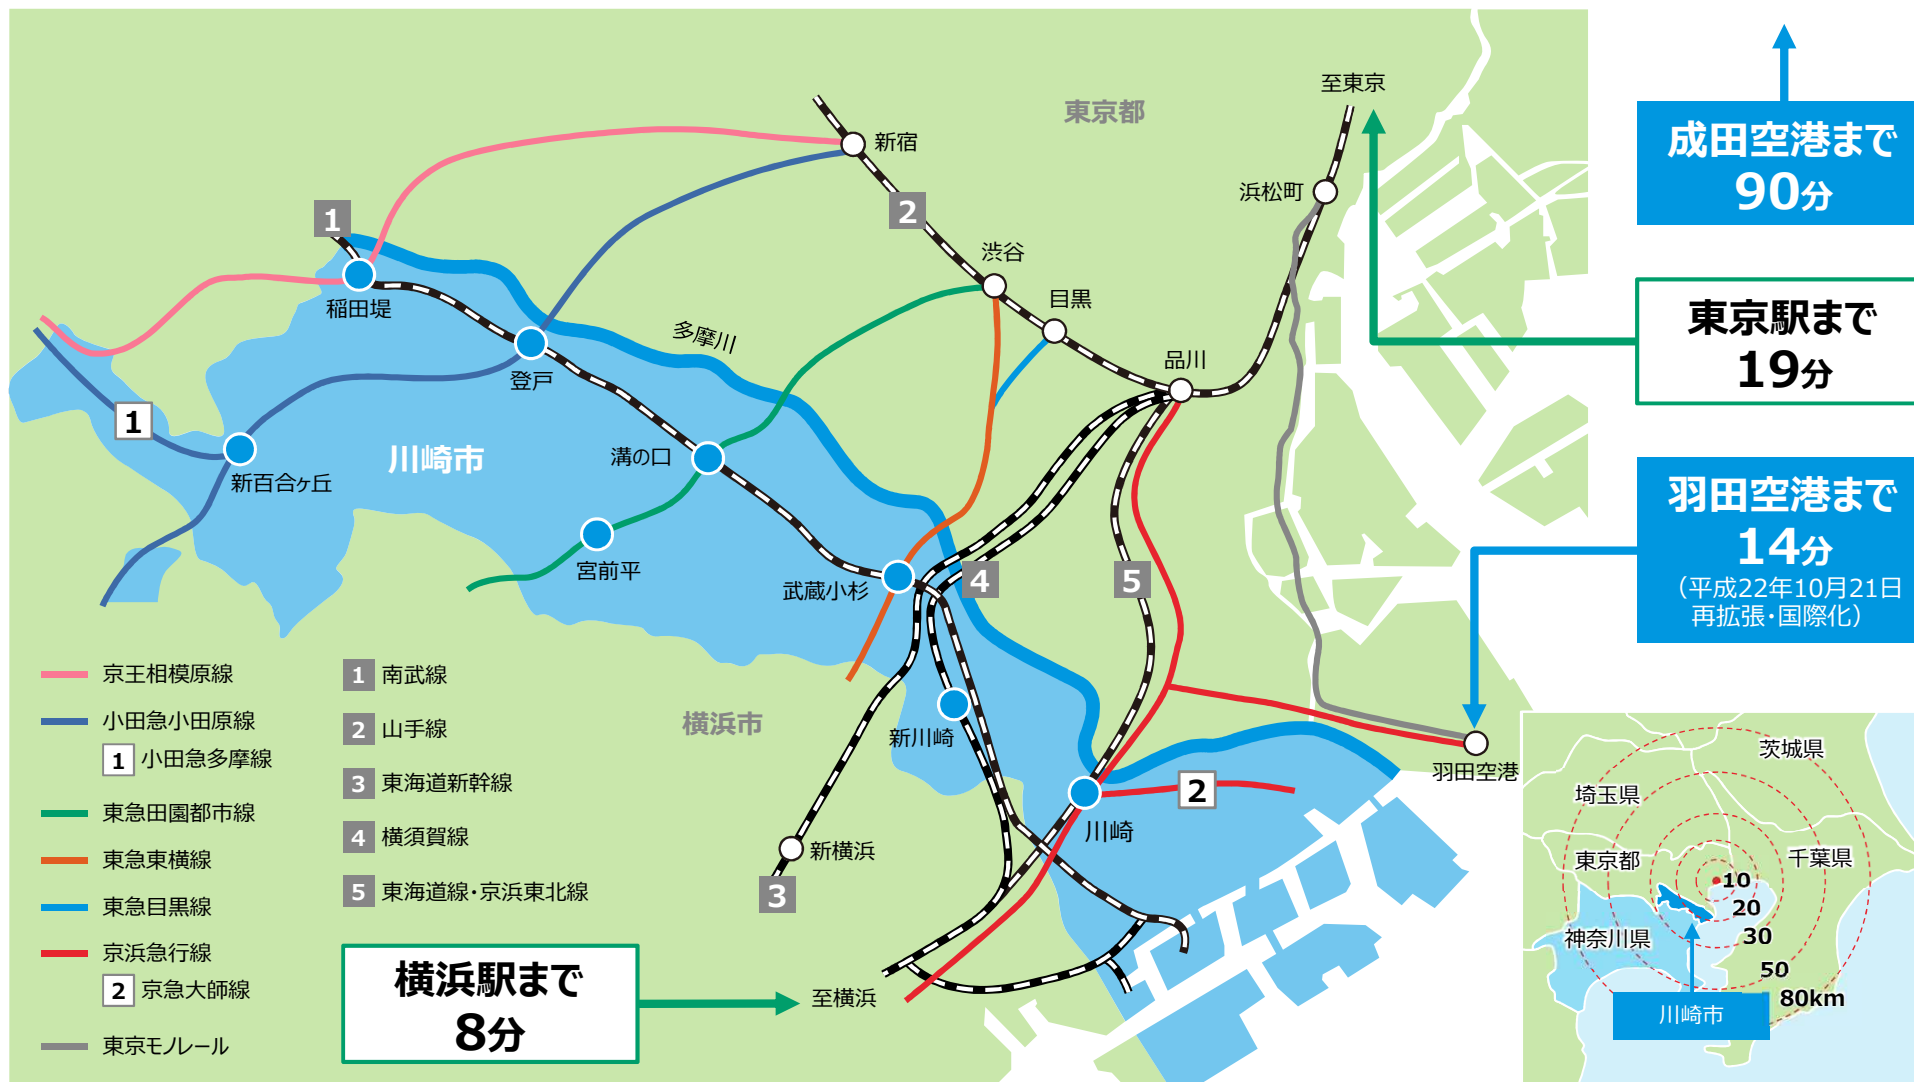 至東京
東京都
新宿
浜松町
1
2
渋谷
目黒
稲田堤
多摩川
品川
登戸
1
川崎市
溝の口
新百合ヶ丘
宮前平
武蔵小杉
4
5
新川崎
横浜市
羽田空港
川崎
2
新横浜
3
至横浜
成田空港まで
90分
東京駅まで
19分
羽田空港まで
14分
（平成22年10月21日
再拡張・国際化）
横浜駅まで
8分
京王相模原線
小田急小田原線
1 小田急多摩線
東急田園都市線
東急東横線
東急目黒線
京浜急行線
2 京急大師線
東京モノレール
1 南武線
2 山手線
3 東海道新幹線
4 横須賀線
5 東海道線・京浜東北線
茨城県
埼玉県
東京都
千葉県
神奈川県
10
20
30
50
80km
川崎市